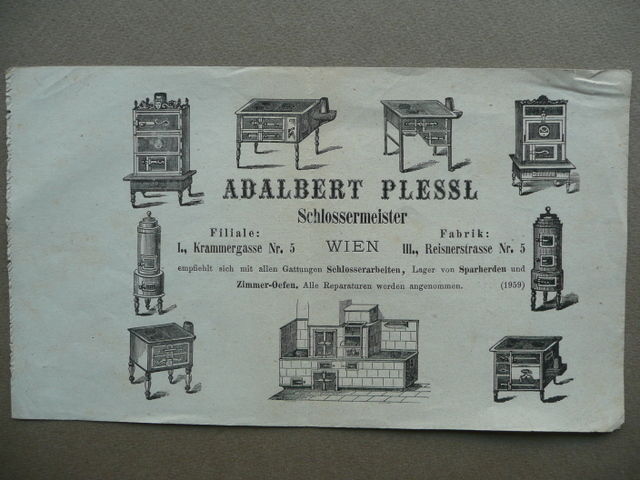 ADALBERT PLESSL
Schlossermeister
Filiale: Fabrik:
I., Krammergasse Nr. 5 WIEN III., Reisnerstrasse Nr. 5
empfiehlt sich mit allen Gattungen Schlosserarbeiten, Lager von Sparherden und
Zimmer-Oefen. Alle Reparaturen worden angenommen. (1959)